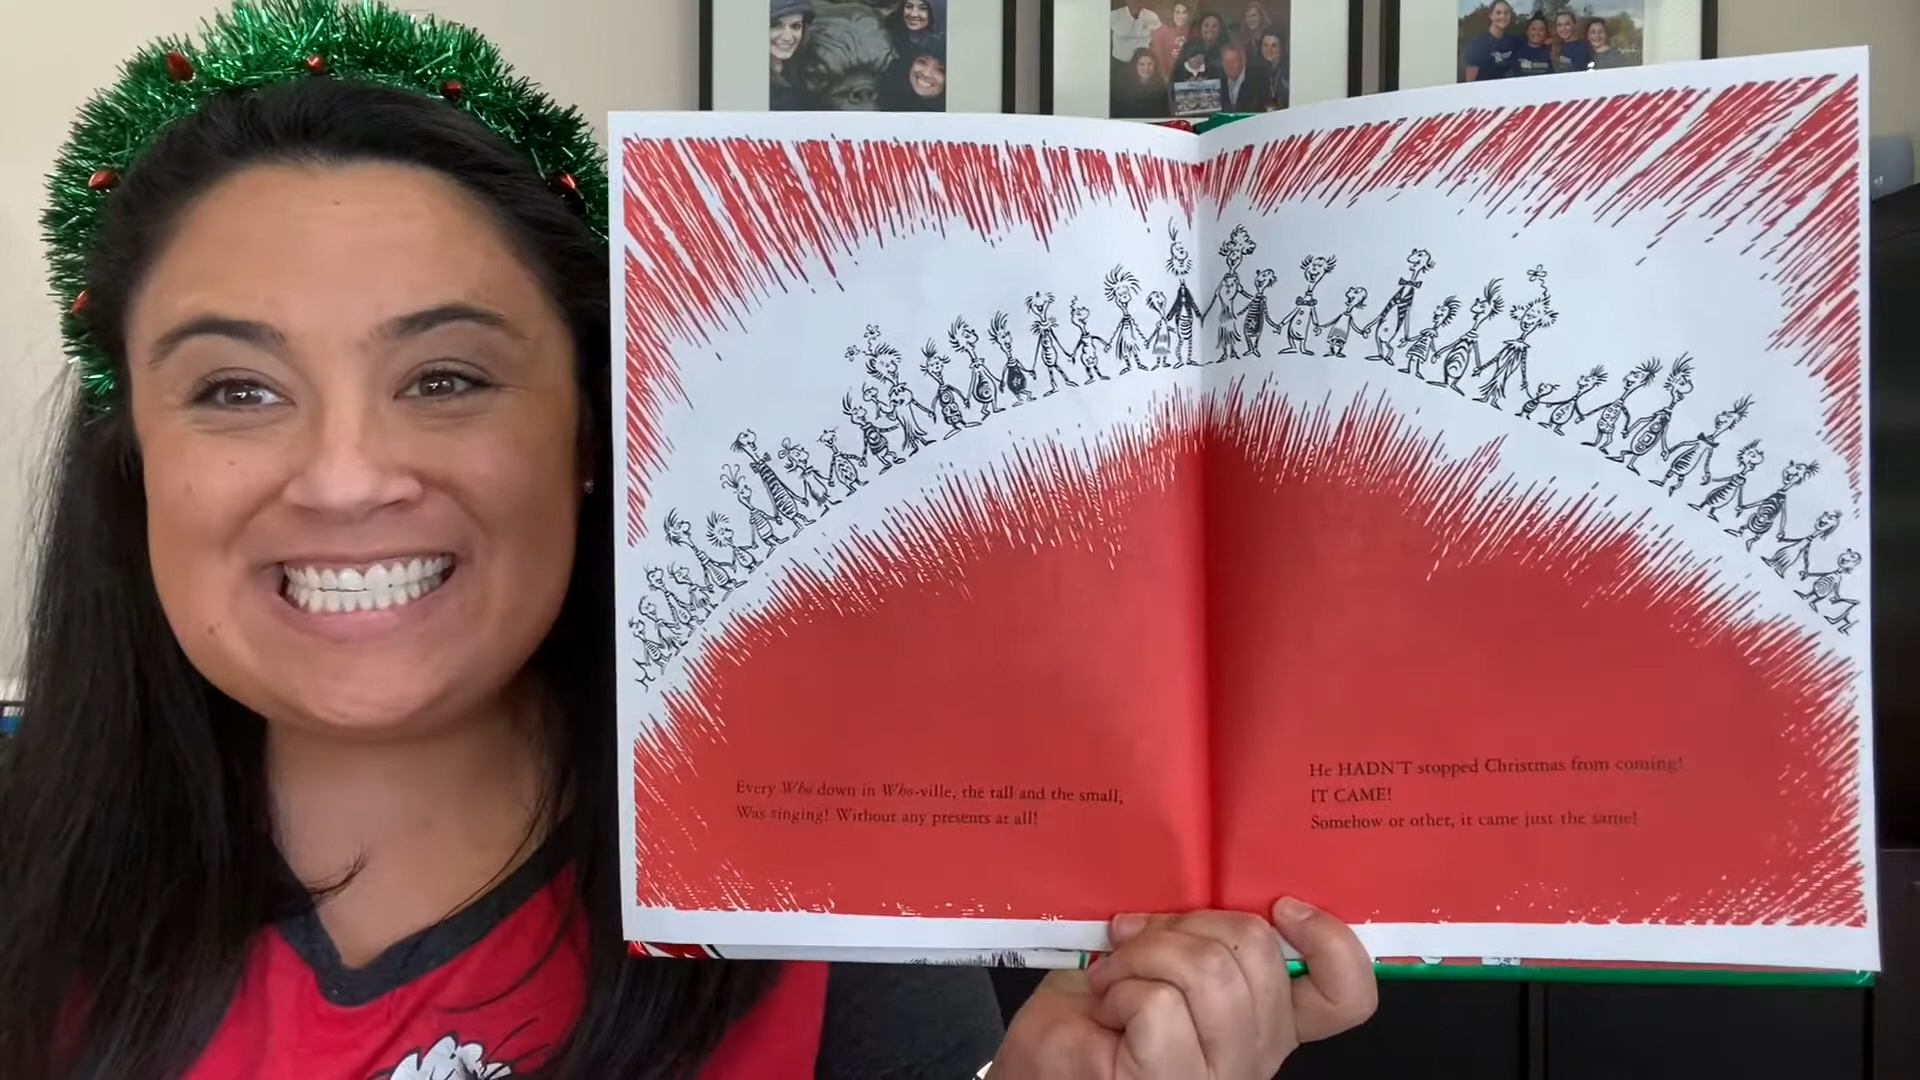 Every Who down in Who-ville, the tall and the small,
Was singing! Without any presents at all!
He HADN'T stopped Christmas from coming!
IT CAME!
Somehow or other, it came just the same!